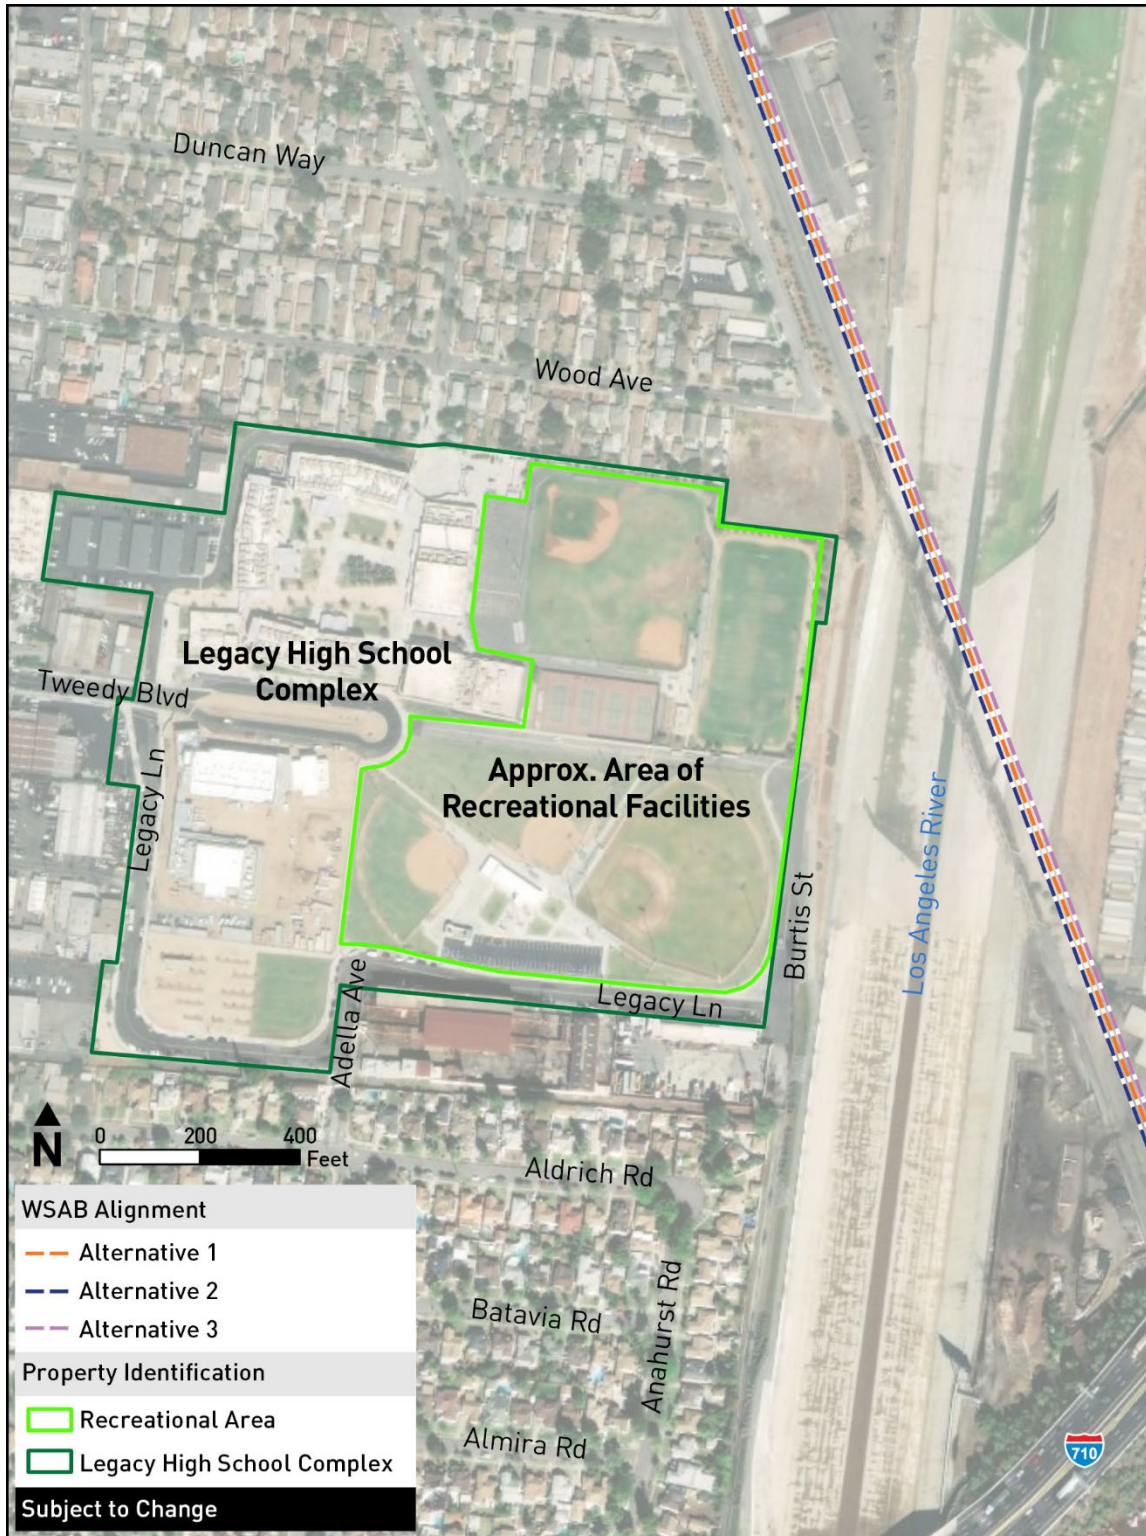 Duncan Way
Wood Ave
Legacy High School
Complex
Tweedy Blvd
Approx. Area of
Recreational Facilities
Legacy Ln
Los Angeles River
Burtis St
Legacy Ln
Adella Ave
N
0 200 400
Feet
Aldrich Rd
Batavia Rd
Anahurst Rd
Almira Rd
710
WSAB Alignment
Alternative 1
Alternative 2
Alternative 3
Property Identification
Recreational Area
Legacy High School Complex
Subject to Change